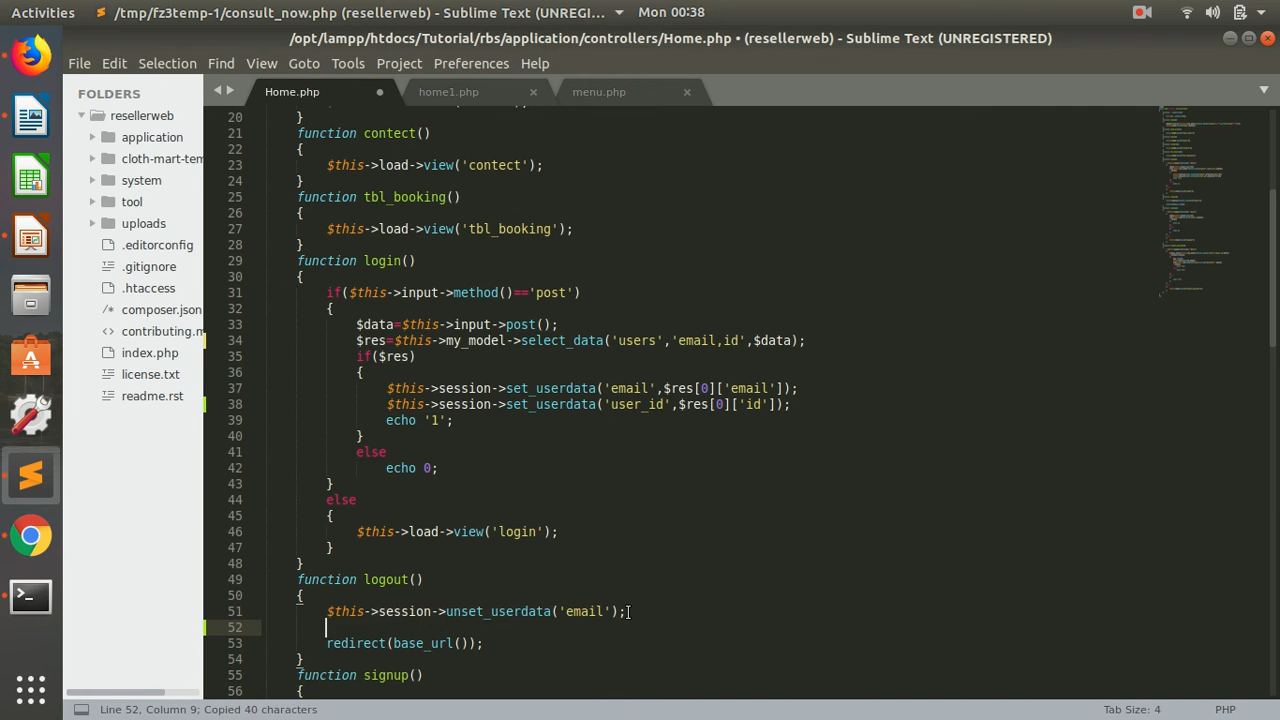 Activities
/tmp/fz3temp-1/consult_now.php (resellerweb) - Sublime Text (UNREGI...
Mon 00:38
/opt/lampp/htdocs/Tutorial/rbs/application/controllers/Home.php • (resellerweb) - Sublime Text (UNREGISTERED)
File Edit Selection Find View Goto Tools Project Preferences Help
Home.php
home1.php
menu.php
FOLDERS
resellerweb
application
cloth-mart-tem
system
tool
uploads
.editorconfig
.gitignore
.htaccess
composer.json
contributing.m
index.php
license.txt
readme.rst
20 }
21 function contect()
22 {
23 $this->load->view('contect');
24 }
25 function tbl_booking()
26 {
27 $this->load->view('tbl_booking');
28 }
29 function login()
30 {
31 if($this->input->method()=='post')
32 {
33 $data=$this->input->post();
34 $res=$this->my_model->select_data('users','email,id',$data);
35 if($res)
36 {
37 $this->session->set_userdata('email',$res[0]['email']);
38 $this->session->set_userdata('user_id',$res[0]['id']);
39 echo '1';
40 }
41 else
42 echo 0;
43 }
44 else
45 {
46 $this->load->view('login');
47 }
48 }
49 function logout()
50 {
51 $this->session->unset_userdata('email');
52
53 redirect(base_url());
54 }
55 function signup()
56 {
Line 52, Column 9; Copied 40 characters
Tab Size: 4
PHP